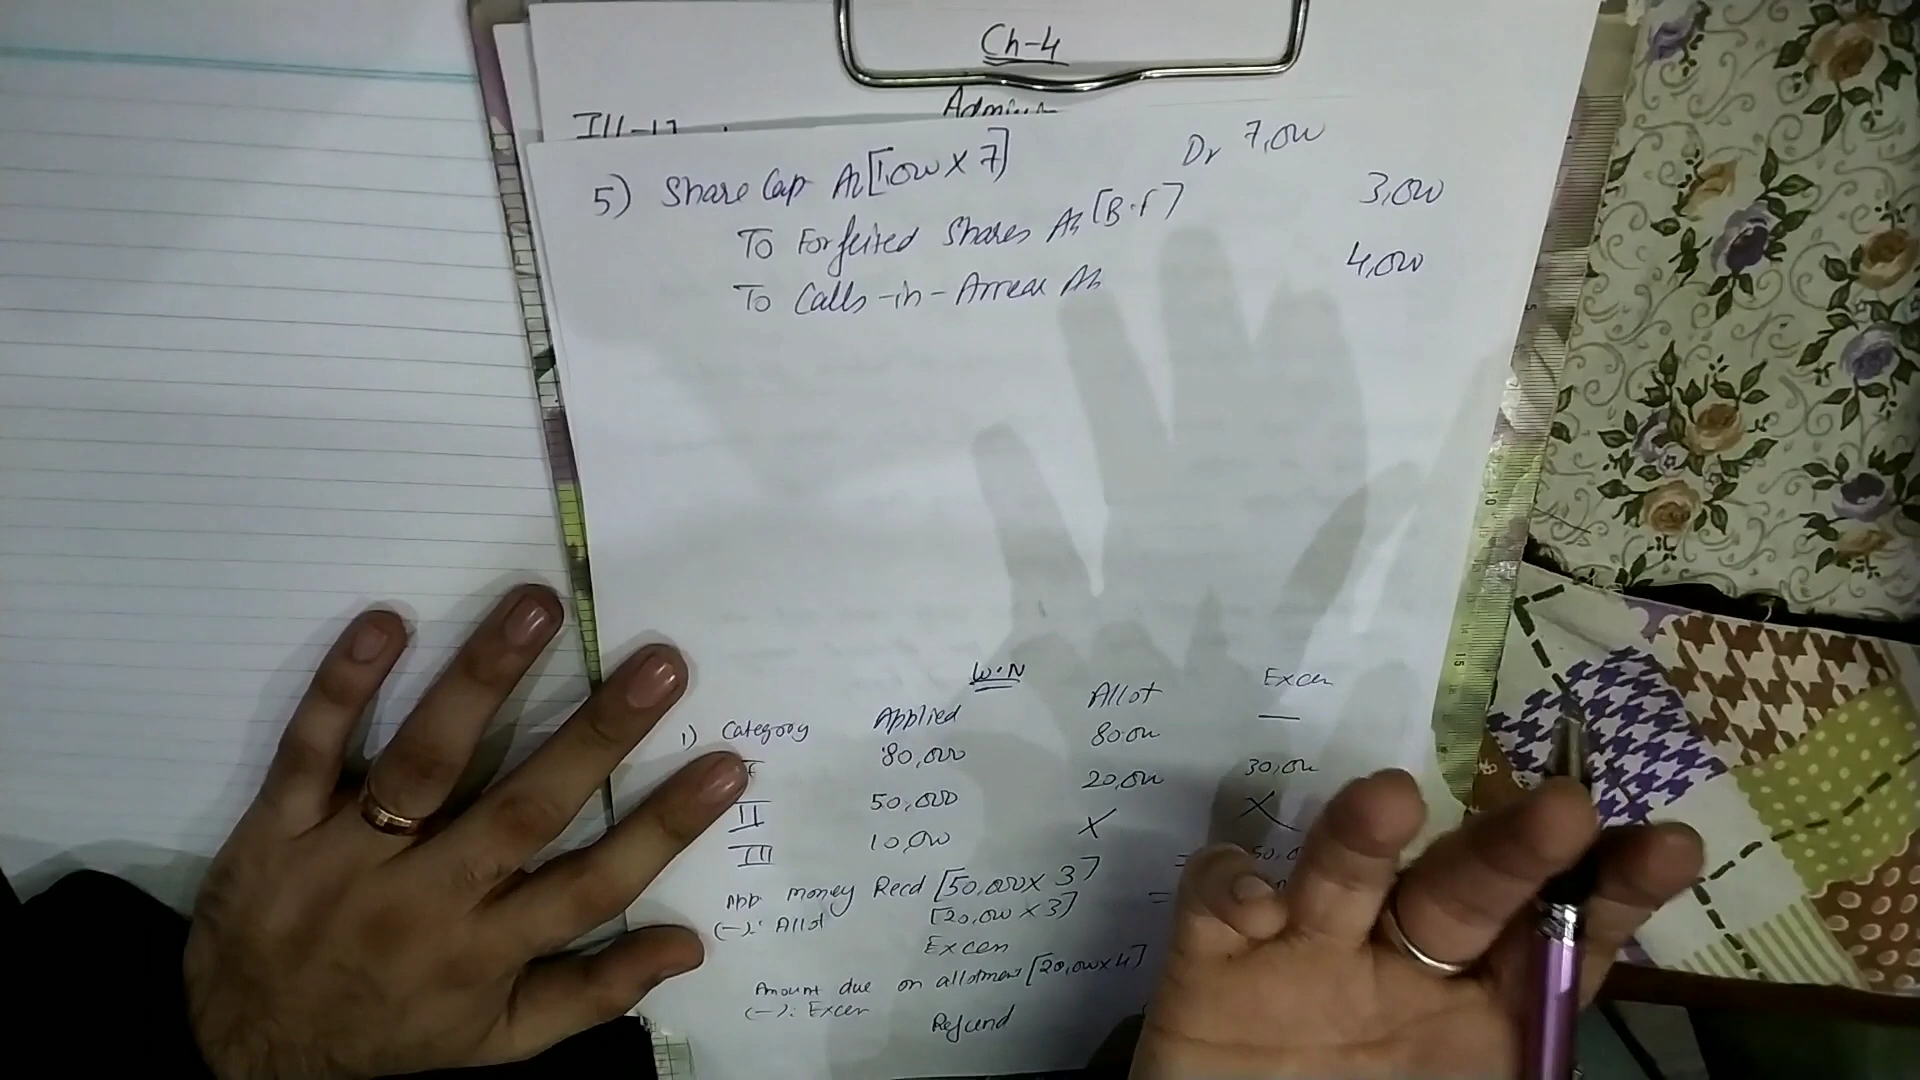 Ch-4
Ill-17
5) Share Cap A/c [1,000 x 7] Dr 7,000
To Forfeited Shares A/c [B.f] 3,000
To Calls-in-Arrear A/c 4,000
W.N
1) Category Applied Allot Excess
I 80,000 80,000 —
II 50,000 20,000 30,000
III 10,000 X X
App. money Recd [50,000 x 3] =
(-): Allot [20,000 x 3] =
Excess
Amount due on allotment [20,000 x 4]
(-): Excess
Refund